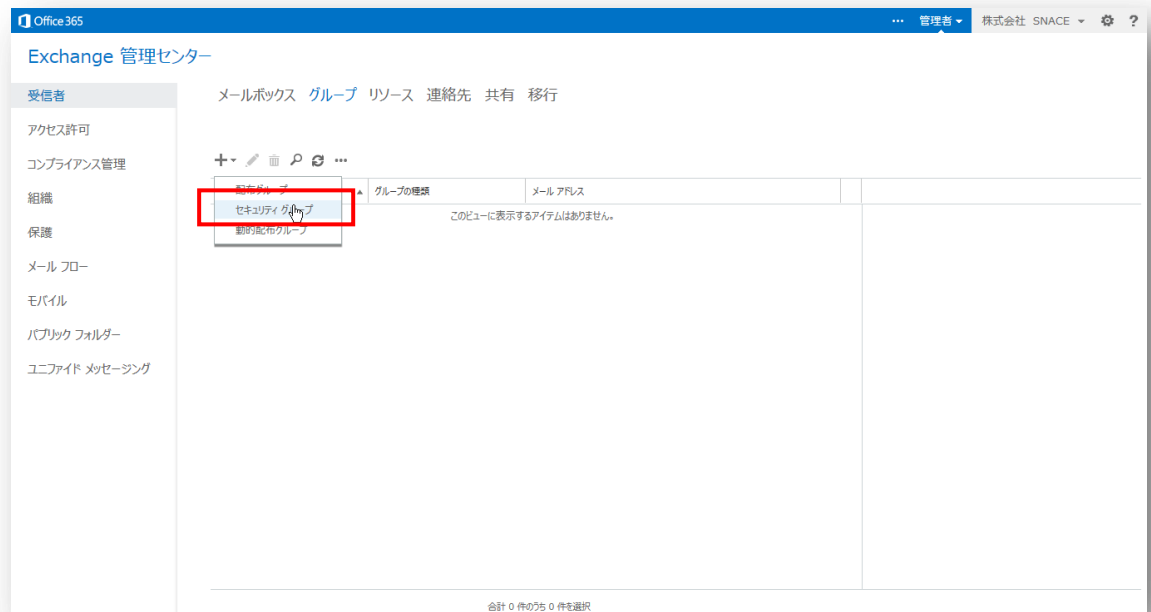 Office 365 ··· 管理者 株式会社 SNACE ?
Exchange 管理センター
受信者
アクセス許可
コンプライアンス管理
組織
保護
メール フロー
モバイル
パブリック フォルダー
ユニファイド メッセージング
メールボックス グループ リソース 連絡先 共有 移行
配布グループ
セキュリティ グループ
動的配布グループ
グループの種類 メール アドレス
このビューに表示するアイテムはありません。
合計 0 件のうち 0 件を選択